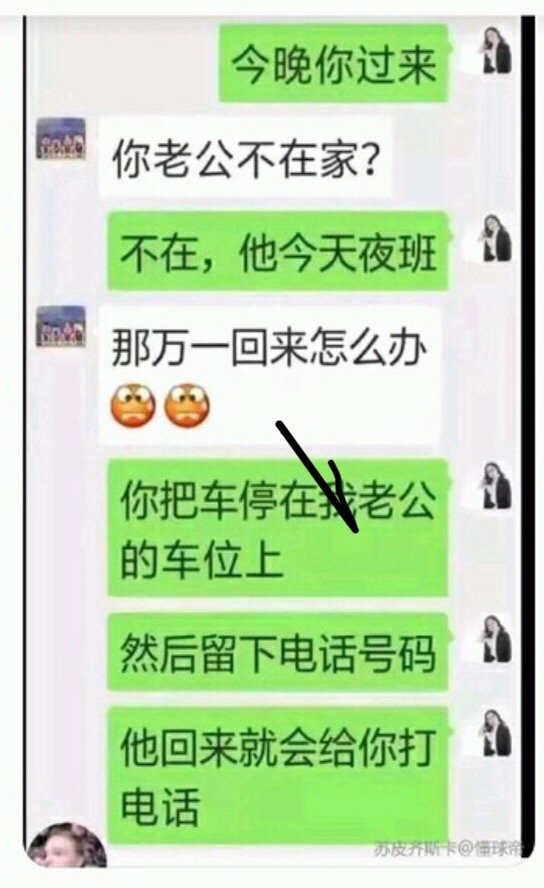 今晚你过来
你老公不在家？
不在，他今天夜班
那万一回来怎么办
你把车停在我老公
的车位上
然后留下电话号码
他回来就会给你打
电话
苏皮齐斯卡@懂球帝